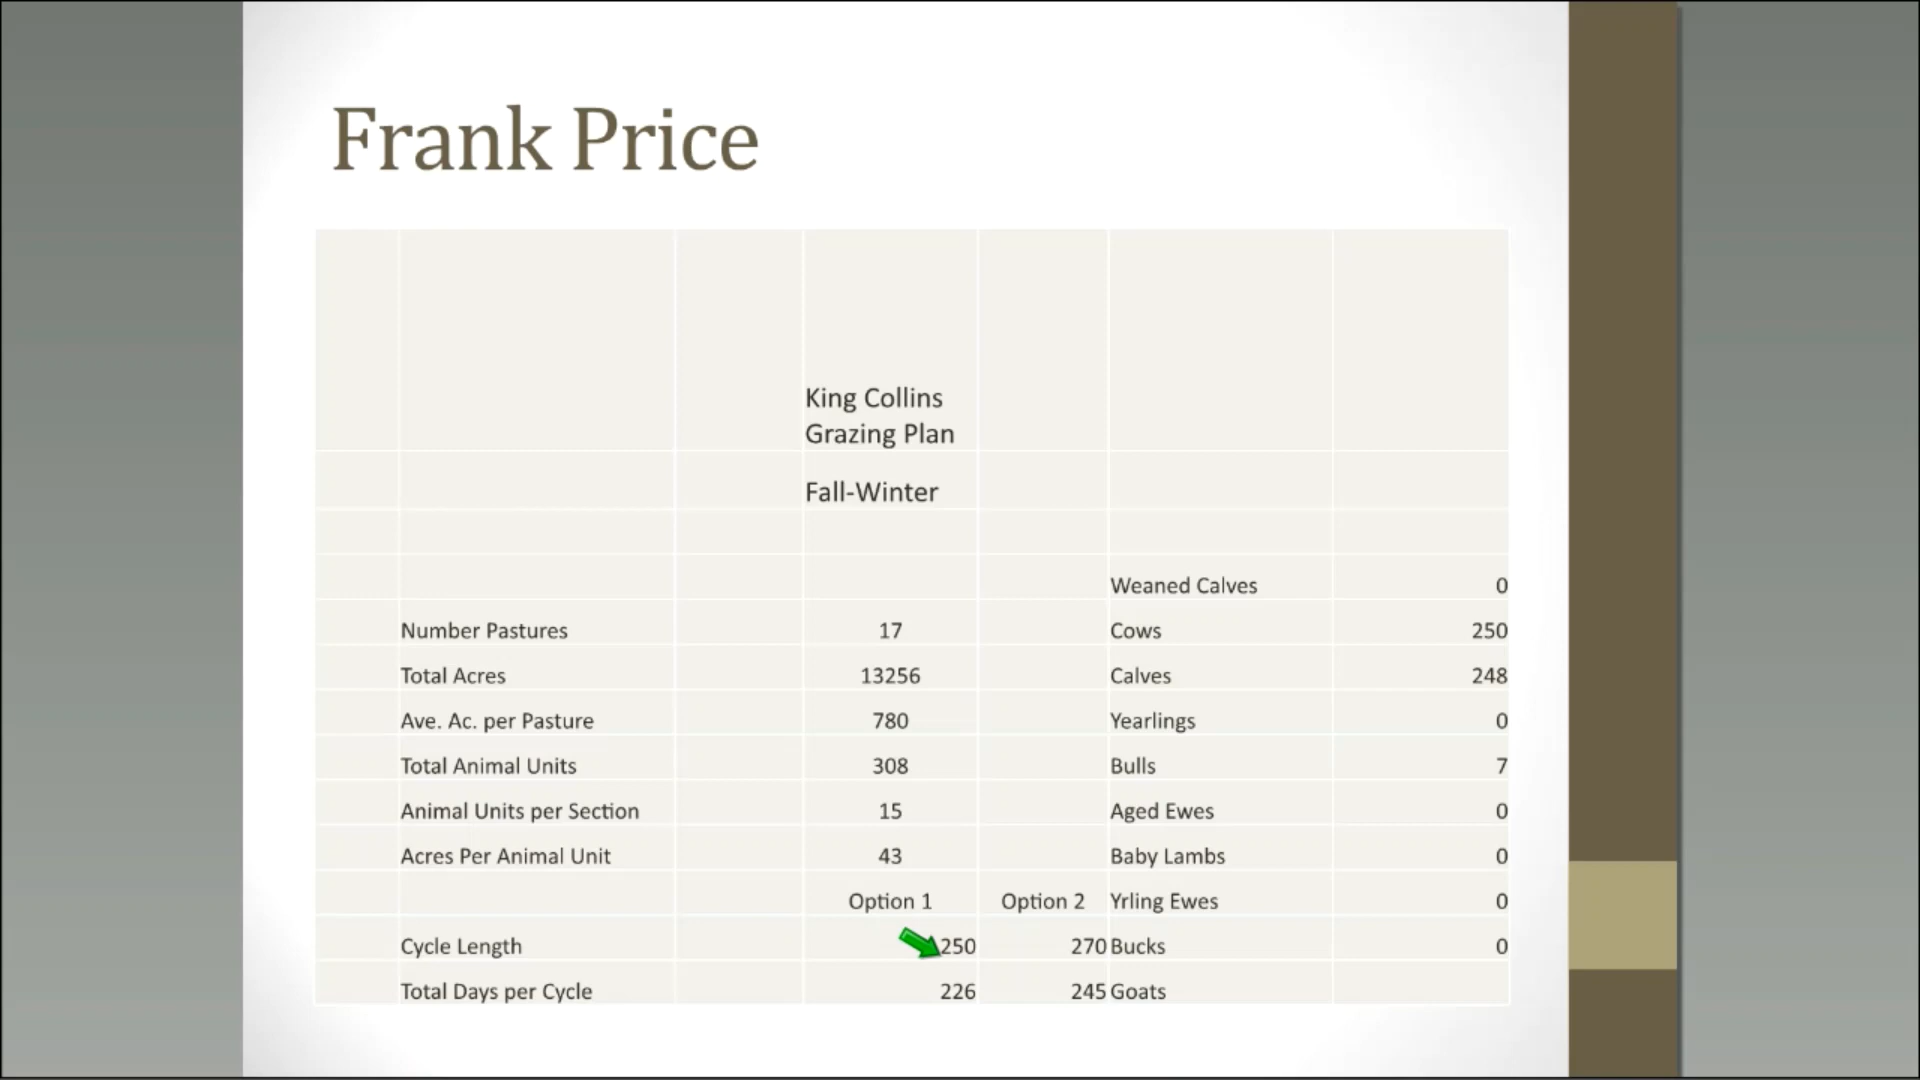 Frank Price
King Collins
Grazing Plan
Fall-Winter
Weaned Calves 0
Number Pastures 17 Cows 250
Total Acres 13256 Calves 248
Ave. Ac. per Pasture 780 Yearlings 0
Total Animal Units 308 Bulls 7
Animal Units per Section 15 Aged Ewes 0
Acres Per Animal Unit 43 Baby Lambs 0
Option 1 Option 2 Yrling Ewes 0
Cycle Length 250 270 Bucks 0
Total Days per Cycle 226 245 Goats